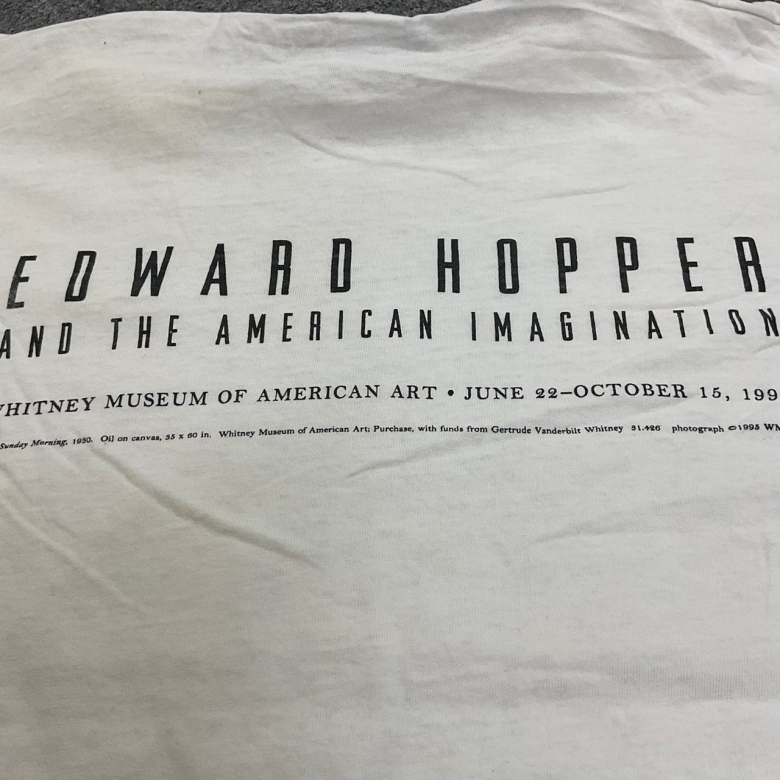 EDWARD HOPPER
AND THE AMERICAN IMAGINATION
WHITNEY MUSEUM OF AMERICAN ART • JUNE 22–OCTOBER 15, 199
Sunday Morning, 1930. Oil on canvas, 35 x 60 in. Whitney Museum of American Art; Purchase, with funds from Gertrude Vanderbilt Whitney 31.426 photograph ©1995 WM